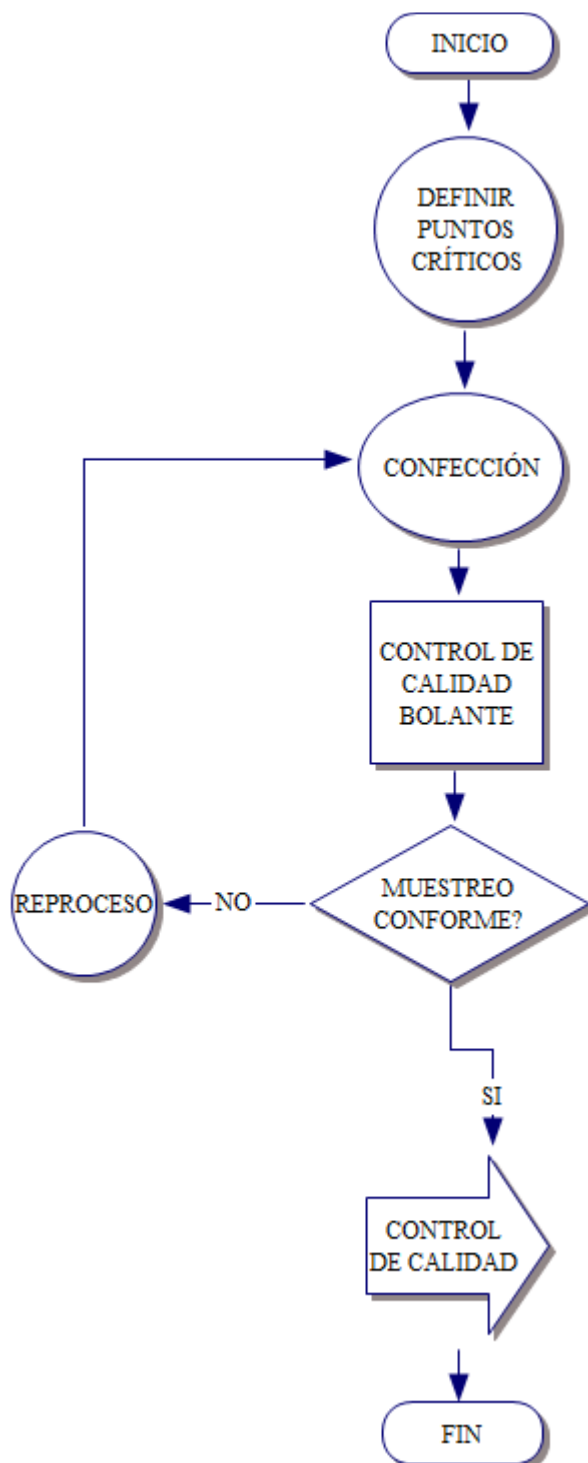 INICIO
DEFINIR
PUNTOS
CRÍTICOS
CONFECCIÓN
CONTROL DE
CALIDAD
BOLANTE
MUESTREO
CONFORME?
NO
REPROCESO
SI
CONTROL
DE CALIDAD
FIN